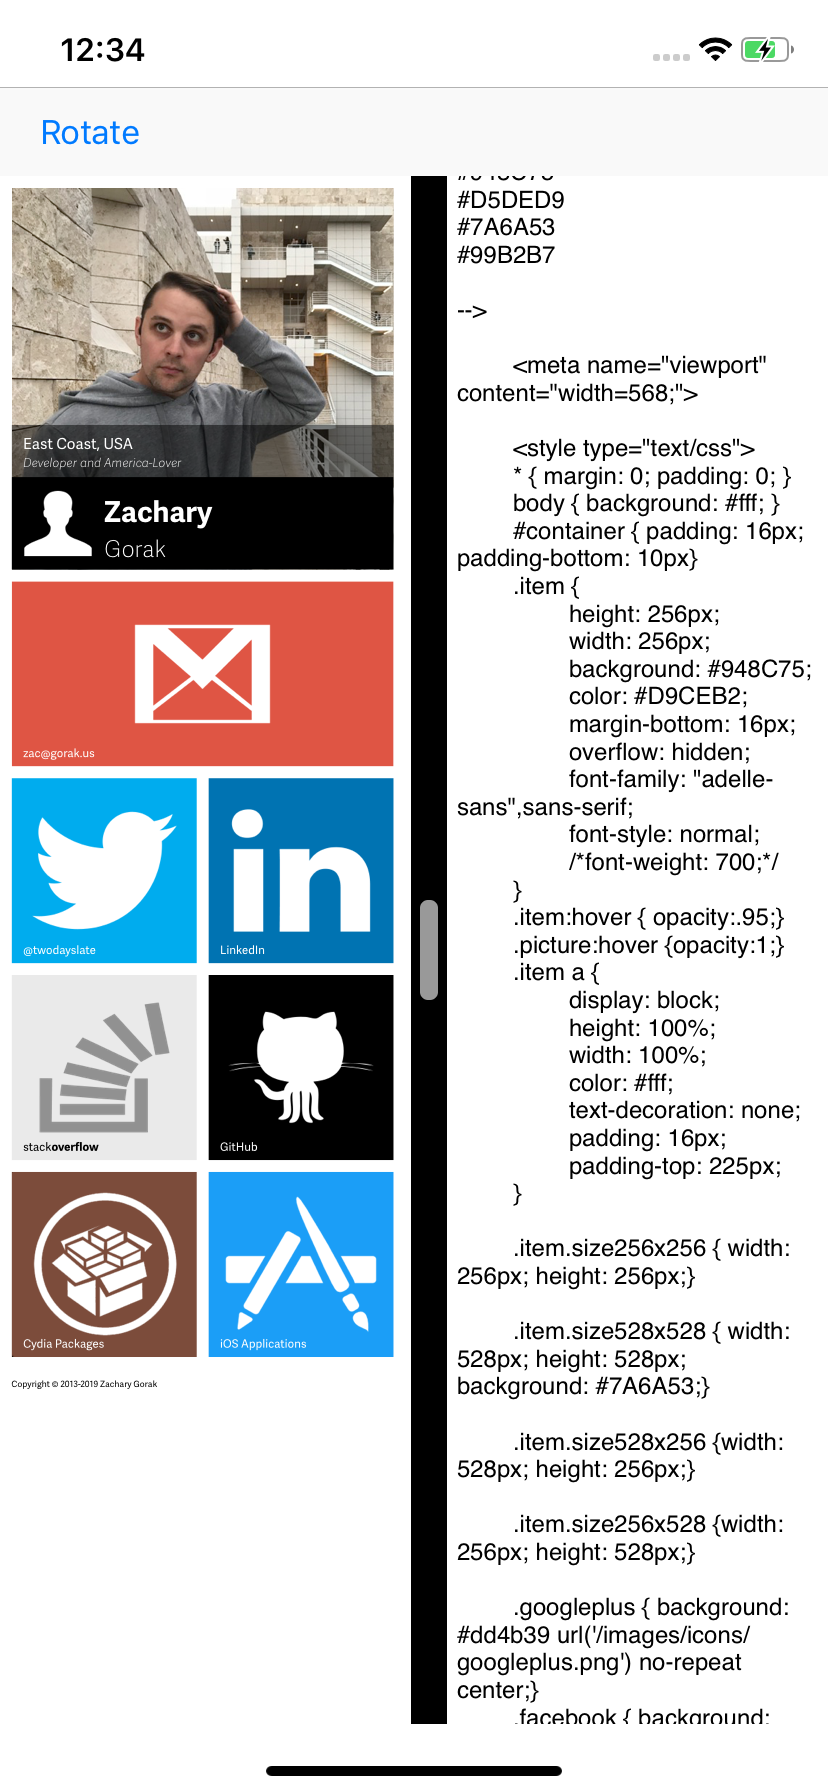 12:34
Rotate
East Coast, USA
Developer and America-Lover
Zachary
Gorak
zac@gorak.us
@twodayslate
in
LinkedIn
stackoverflow
GitHub
Cydia Packages
iOS Applications
Copyright © 2013-2019 Zachary Gorak
#D5DED9
#7A6A53
#99B2B7
-->
<meta name="viewport"
content="width=568;">
<style type="text/css">
* { margin: 0; padding: 0; }
body { background: #fff; }
#container { padding: 16px;
padding-bottom: 10px}
.item {
height: 256px;
width: 256px;
background: #948C75;
color: #D9CEB2;
margin-bottom: 16px;
overflow: hidden;
font-family: "adelle-
sans",sans-serif;
font-style: normal;
/*font-weight: 700;*/
}
.item:hover { opacity:.95;}
.picture:hover {opacity:1;}
.item a {
display: block;
height: 100%;
width: 100%;
color: #fff;
text-decoration: none;
padding: 16px;
padding-top: 225px;
}
.item.size256x256 { width:
256px; height: 256px;}
.item.size528x528 { width:
528px; height: 528px;
background: #7A6A53;}
.item.size528x256 {width:
528px; height: 256px;}
.item.size256x528 {width:
256px; height: 528px;}
.googleplus { background:
#dd4b39 url('/images/icons/
googleplus.png') no-repeat
center;}
.facebook { background: